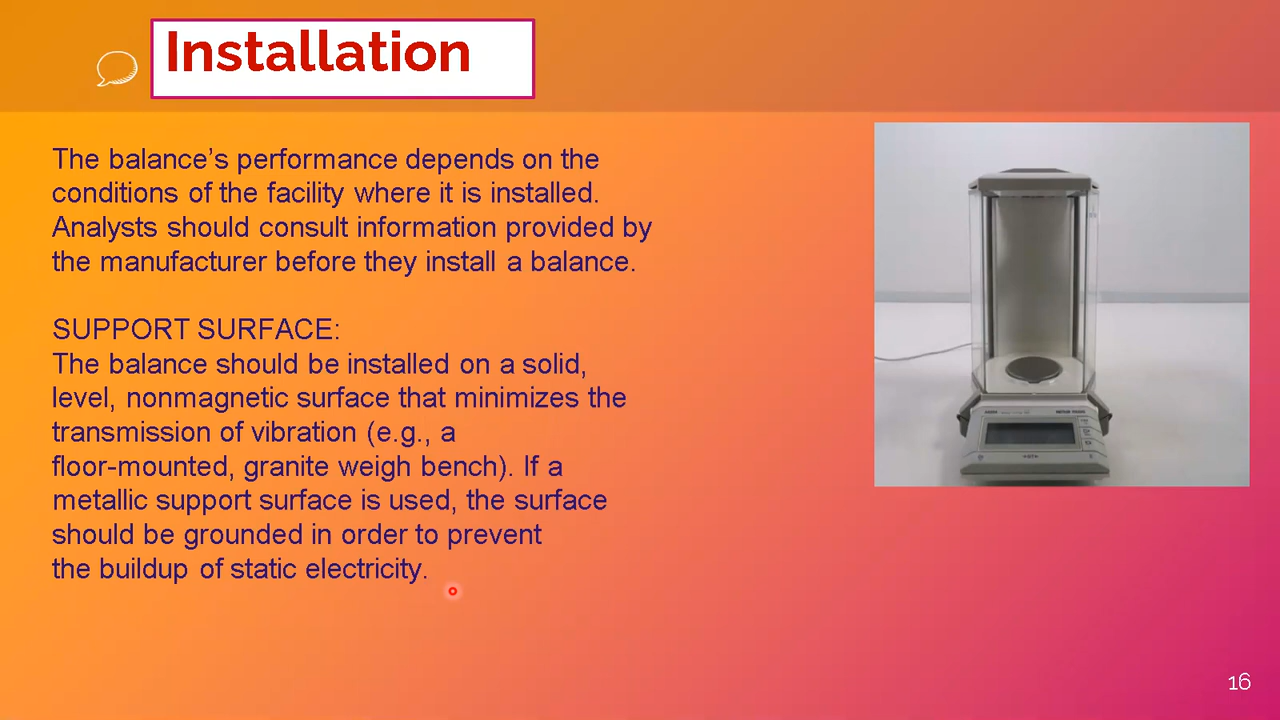 Installation
The balance’s performance depends on the
conditions of the facility where it is installed.
Analysts should consult information provided by
the manufacturer before they install a balance.
SUPPORT SURFACE:
The balance should be installed on a solid,
level, nonmagnetic surface that minimizes the
transmission of vibration (e.g., a
floor-mounted, granite weigh bench). If a
metallic support surface is used, the surface
should be grounded in order to prevent
the buildup of static electricity.
16